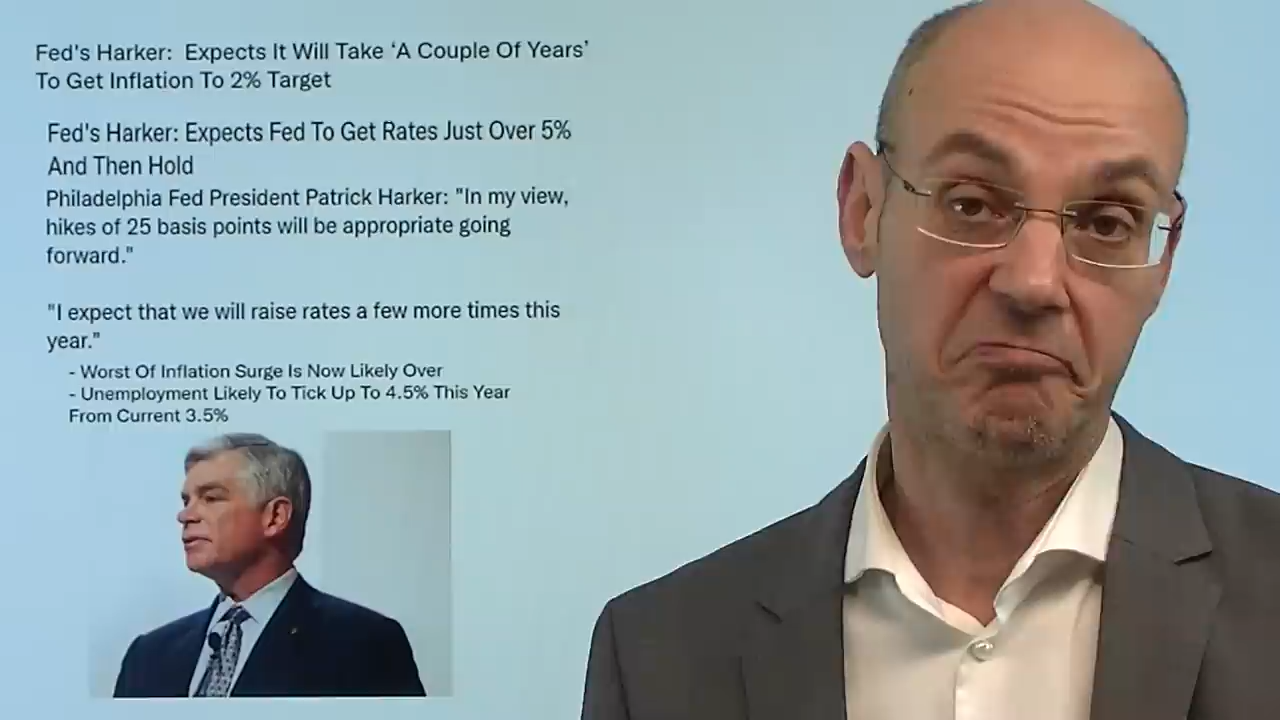 Fed's Harker: Expects It Will Take ‘A Couple Of Years’
To Get Inflation To 2% Target
Fed's Harker: Expects Fed To Get Rates Just Over 5%
And Then Hold
Philadelphia Fed President Patrick Harker: "In my view,
hikes of 25 basis points will be appropriate going
forward."
"I expect that we will raise rates a few more times this
year."
- Worst Of Inflation Surge Is Now Likely Over
- Unemployment Likely To Tick Up To 4.5% This Year
From Current 3.5%